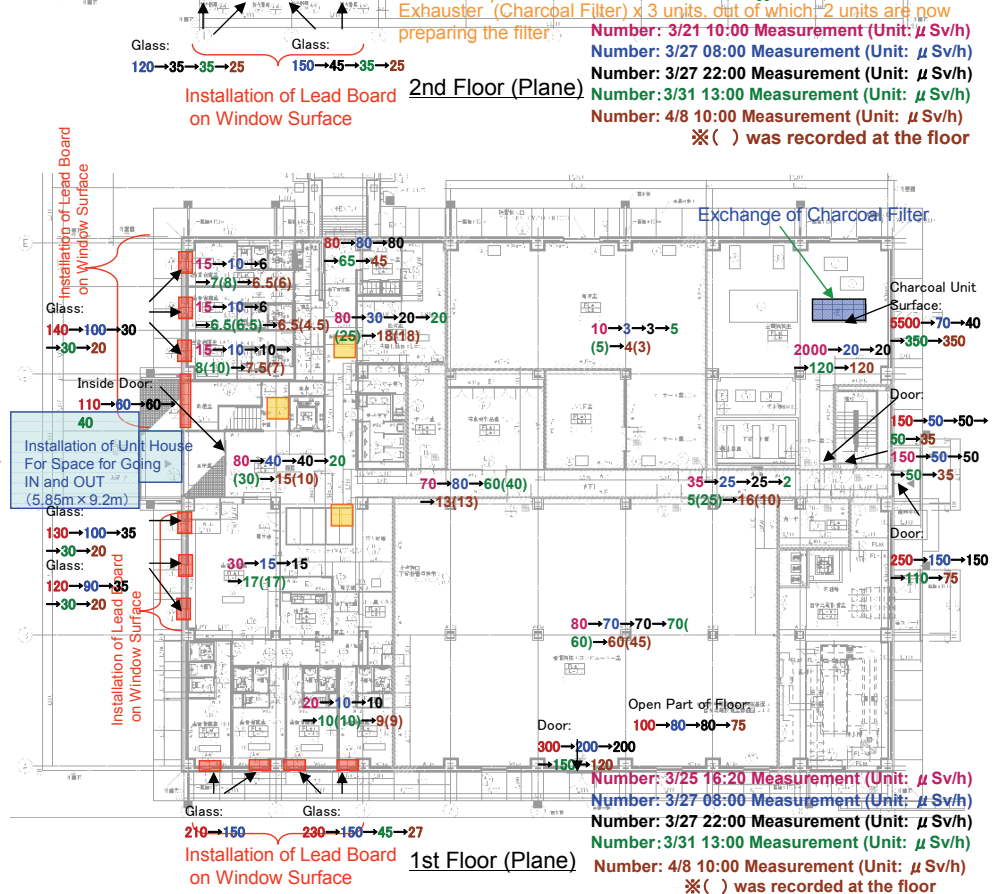 Exhauster (Charcoal Filter) x 3 units, out of which, 2 units are now
preparing the filter
Glass:
120→35→35→25
Glass:
150→45→35→25
Installation of Lead Board
on Window Surface
2nd Floor (Plane)
Number: 3/21 10:00 Measurement (Unit: μ Sv/h)
Number: 3/27 08:00 Measurement (Unit: μ Sv/h)
Number: 3/27 22:00 Measurement (Unit: μ Sv/h)
Number: 3/31 13:00 Measurement (Unit: μ Sv/h)
Number: 4/8 10:00 Measurement (Unit: μ Sv/h)
※( ) was recorded at the floor
Installation of Lead Board
on Window Surface
Exchange of Charcoal Filter
80→80→80
→65→45
15→10→6
→7(8)→6.5(6)
15→10→6
→6.5(6.5)→6.5(4.5)
15→10→10→
8(10)→7.5(7)
Glass:
140→100→30
→30→20
80→30→20→20
(25)→18(18)
10→3→3→5
(5)→4(3)
Charcoal Unit
Surface:
5500→70→40
→350→350
2000→20→20
→120→120
Inside Door:
110→60→60→
40
Door:
150→50→50→
50→35
150→50→50
→50→35
Installation of Unit House
For Space for Going
IN and OUT
(5.85m×9.2m)
80→40→40→20
(30)→15(10)
70→80→60(40)
→13(13)
35→25→25→2
5(25)→16(10)
Glass:
130→100→35
→30→20
Glass:
120→90→35
→30→20
Door:
250→150→150
→110→75
30→15→15
→17(17)
Installation of Lead Board
on Window Surface
80→70→70→70(
60)→60(45)
20→10→10
→10(10)→9(9)
Open Part of Floor:
100→80→80→75
Door:
300→200→200
→150→120
Glass:
210→150
Glass:
230→150→45→27
Installation of Lead Board
on Window Surface
1st Floor (Plane)
Number: 3/25 16:20 Measurement (Unit: μ Sv/h)
Number: 3/27 08:00 Measurement (Unit: μ Sv/h)
Number: 3/27 22:00 Measurement (Unit: μ Sv/h)
Number: 3/31 13:00 Measurement (Unit: μ Sv/h)
Number: 4/8 10:00 Measurement (Unit: μ Sv/h)
※( ) was recorded at the floor